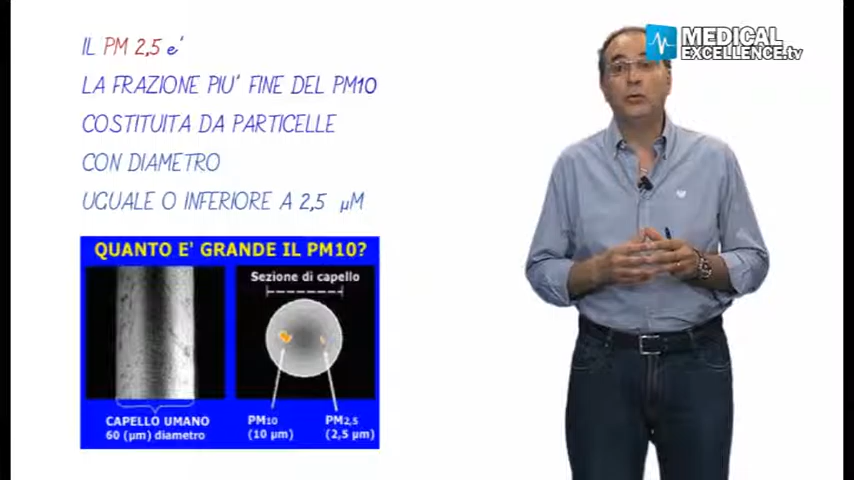 IL PM 2,5 e'
LA FRAZIONE PIU' FINE DEL PM10
COSTITUITA DA PARTICELLE
CON DIAMETRO
UGUALE O INFERIORE A 2,5 µM
MEDICAL
EXCELLENCE.tv
QUANTO E' GRANDE IL PM10?
Sezione di capello
CAPELLO UMANO
60 (µm) diametro
PM10
(10 µm)
PM2,5
(2,5 µm)